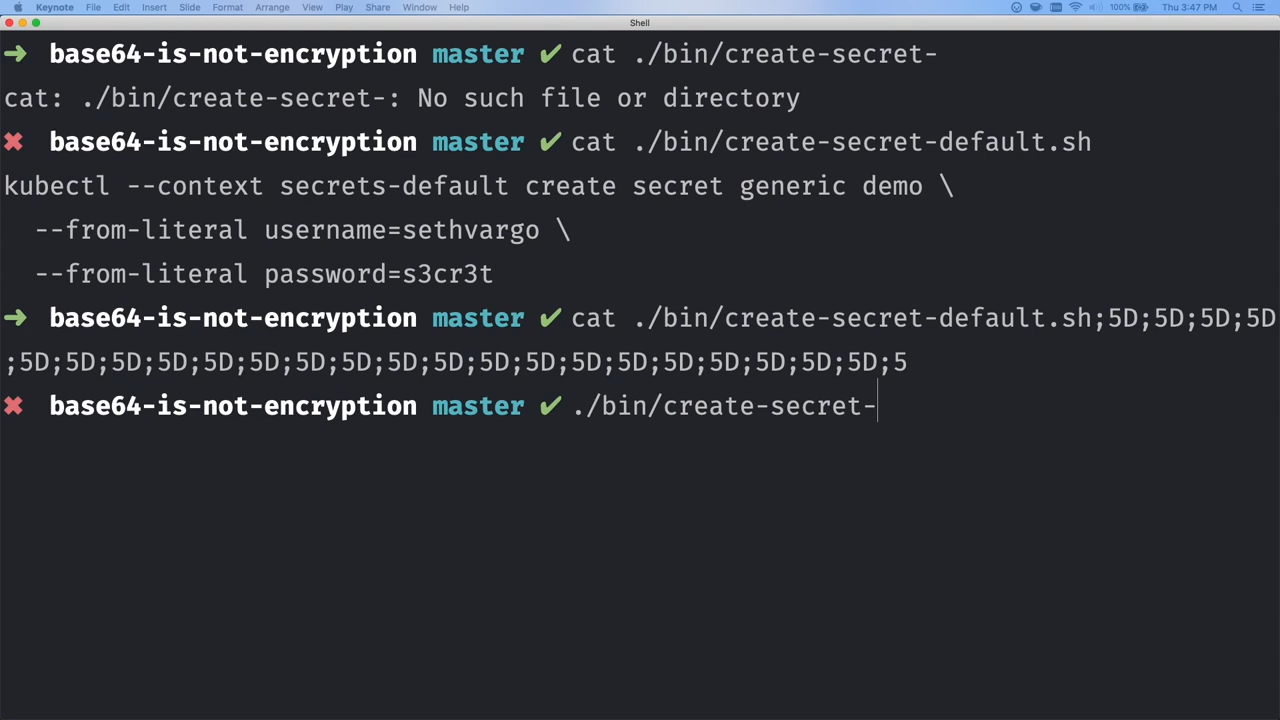 Keynote File Edit Insert Slide Format Arrange View Play Share Window Help 100% Thu 3:47 PM
Shell
➜ base64-is-not-encryption master ✔ cat ./bin/create-secret-
cat: ./bin/create-secret-: No such file or directory
✖ base64-is-not-encryption master ✔ cat ./bin/create-secret-default.sh
kubectl --context secrets-default create secret generic demo \
--from-literal username=sethvargo \
--from-literal password=s3cr3t
➜ base64-is-not-encryption master ✔ cat ./bin/create-secret-default.sh;5D;5D;5D;5D
;5D;5D;5D;5D;5D;5D;5D;5D;5D;5D;5D;5D;5D;5D;5D;5D;5D;5D;5D;5
✖ base64-is-not-encryption master ✔ ./bin/create-secret-